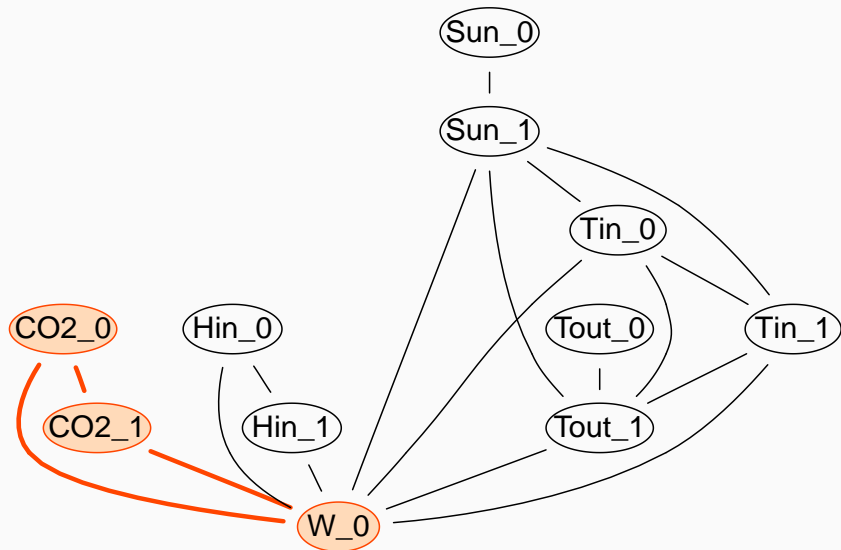 Sun_0
Sun_1
Tin_0
CO2_0
Hin_0
Tout_0
Tin_1
CO2_1
Hin_1
Tout_1
W_0